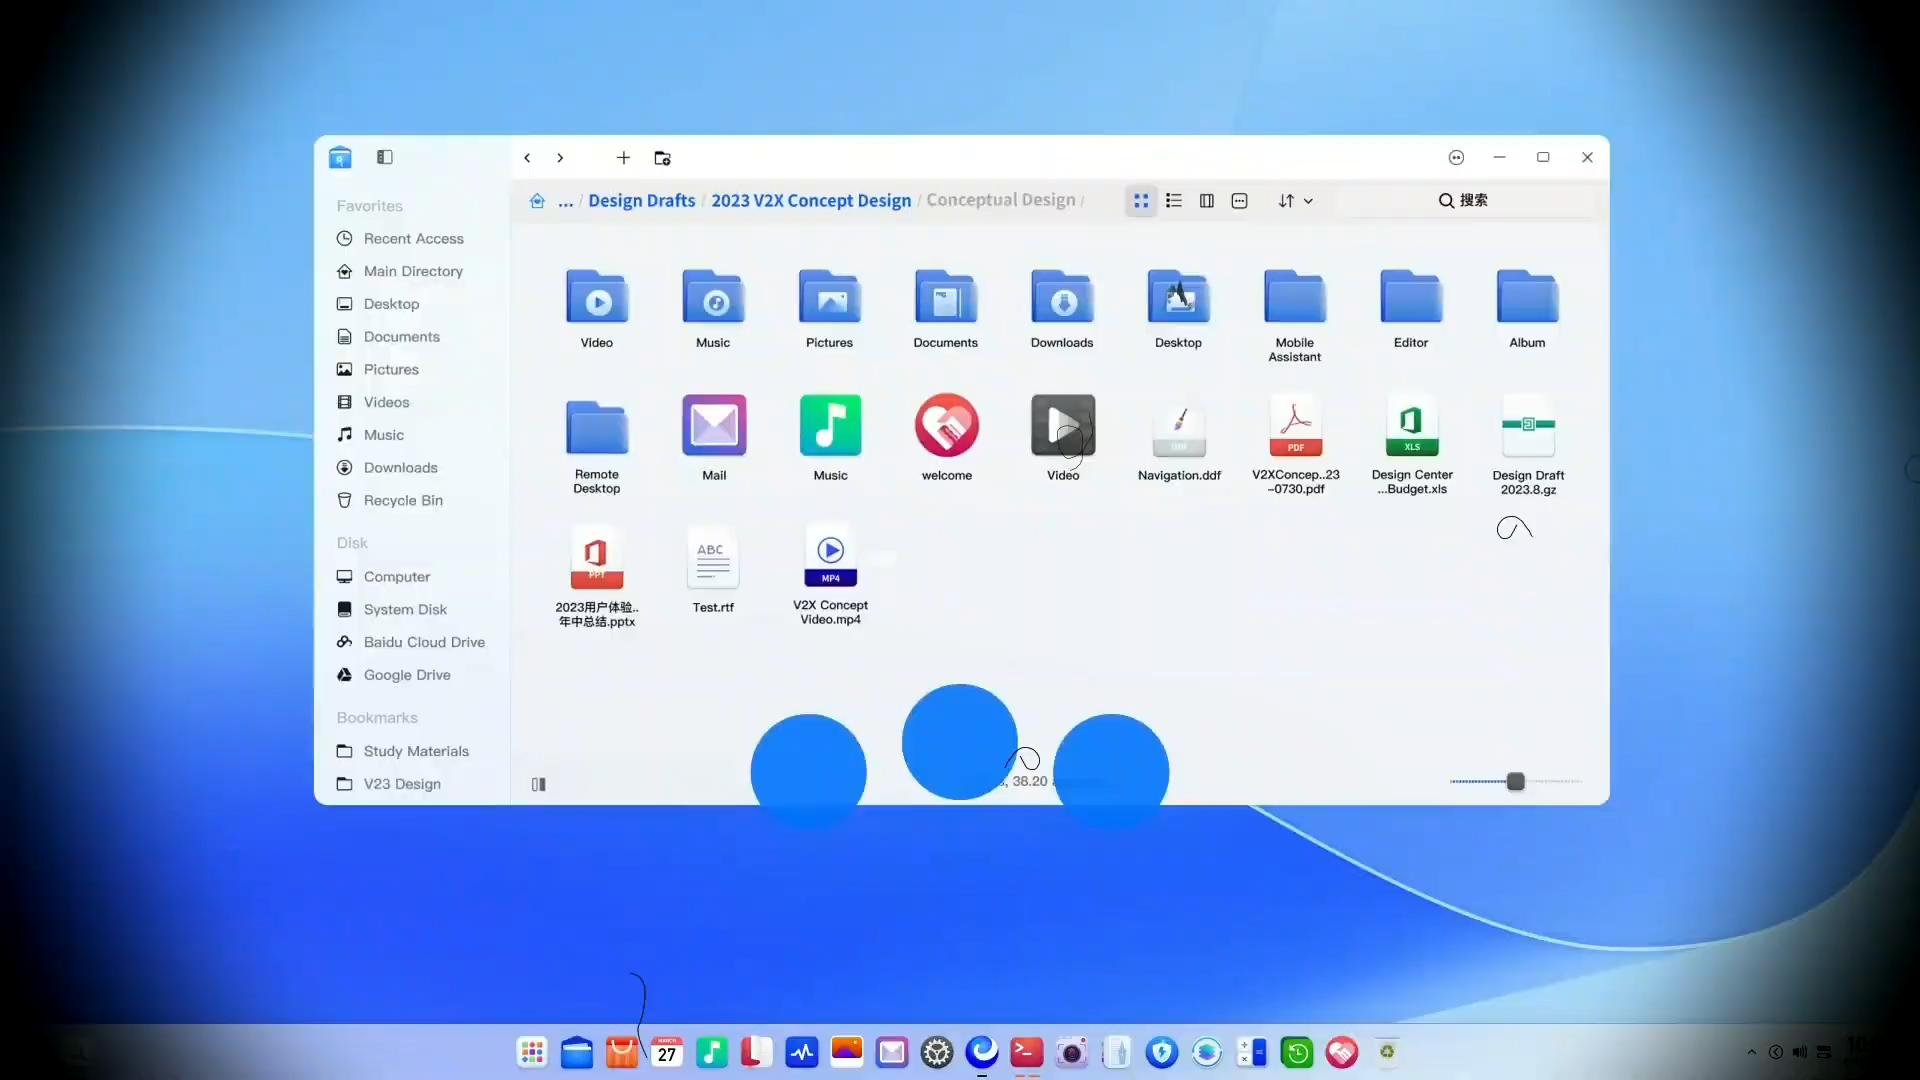 Favorites
Recent Access
Main Directory
Desktop
Documents
Pictures
Videos
Music
Downloads
Recycle Bin
Disk
Computer
System Disk
Baidu Cloud Drive
Google Drive
Bookmarks
Study Materials
V23 Design
... / Design Drafts / 2023 V2X Concept Design / Conceptual Design /
搜索
Video
Music
Pictures
Documents
Downloads
Desktop
Mobile
Assistant
Editor
Album
Remote
Desktop
Mail
Music
welcome
Video
Navigation.ddf
PDF
V2XConcep..23
-0730.pdf
XLS
Design Center
...Budget.xls
Design Draft
2023.8.gz
PPT
2023用户体验..
年中总结.pptx
ABC
Test.rtf
MP4
V2X Concept
Video.mp4
, 38.20
MARCH
27